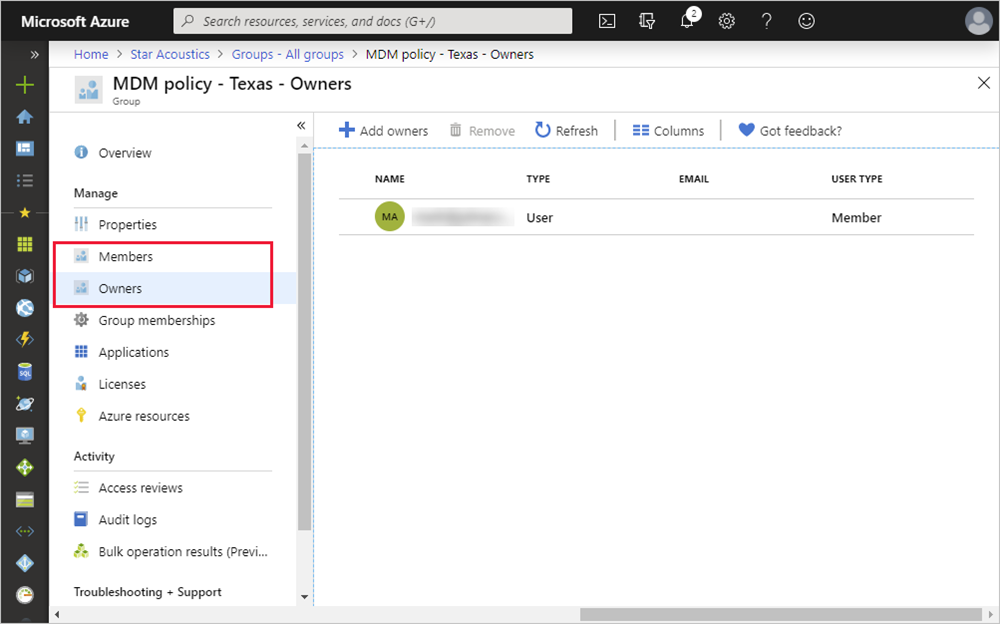 Microsoft Azure
Search resources, services, and docs (G+/)
2
Home > Star Acoustics > Groups - All groups > MDM policy - Texas - Owners
MDM policy - Texas - Owners
Group
Overview
Manage
Properties
Members
Owners
Group memberships
Applications
Licenses
Azure resources
Activity
Access reviews
Audit logs
Bulk operation results (Previ...
Troubleshooting + Support
Add owners Remove Refresh Columns Got feedback?
NAME TYPE EMAIL USER TYPE
MA User Member
SQL